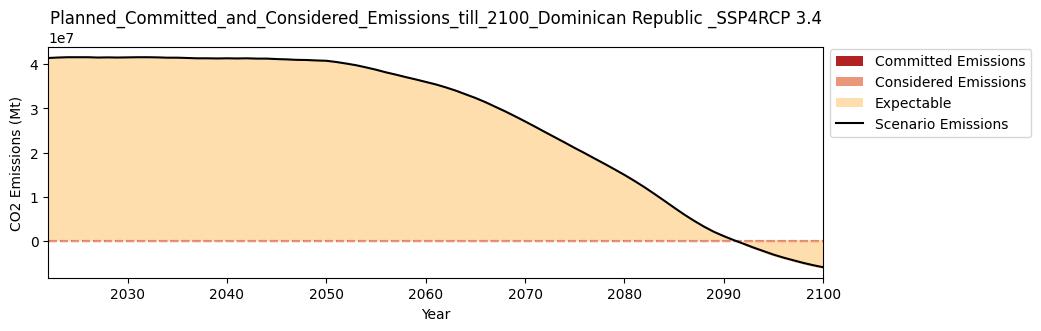 Planned_Committed_and_Considered_Emissions_till_2100_Dominican Republic _SSP4RCP 3.4
1e7
4
3
2
1
0
CO2 Emissions (Mt)
2030 2040 2050 2060 2070 2080 2090 2100
Year
Committed Emissions
Considered Emissions
Expectable
Scenario Emissions